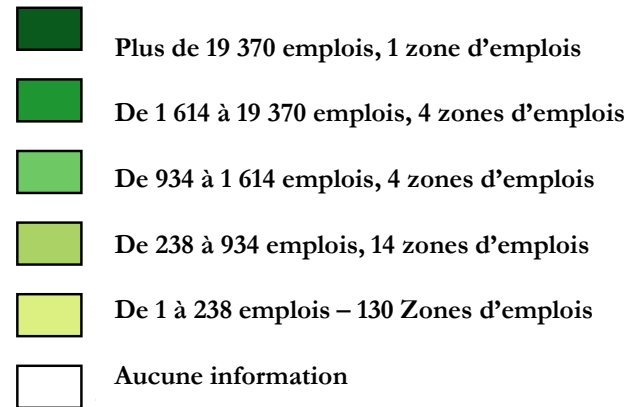 Plus de 19 370 emplois, 1 zone d’emplois
De 1 614 à 19 370 emplois, 4 zones d’emplois
De 934 à 1 614 emplois, 4 zones d’emplois
De 238 à 934 emplois, 14 zones d’emplois
De 1 à 238 emplois – 130 Zones d’emplois
Aucune information